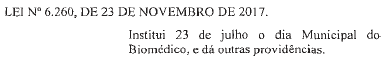 LEI Nº 6.260, DE 23 DE NOVEMBRO DE 2017.
Institui 23 de julho o dia Municipal do
Biomédico, e dá outras providências.